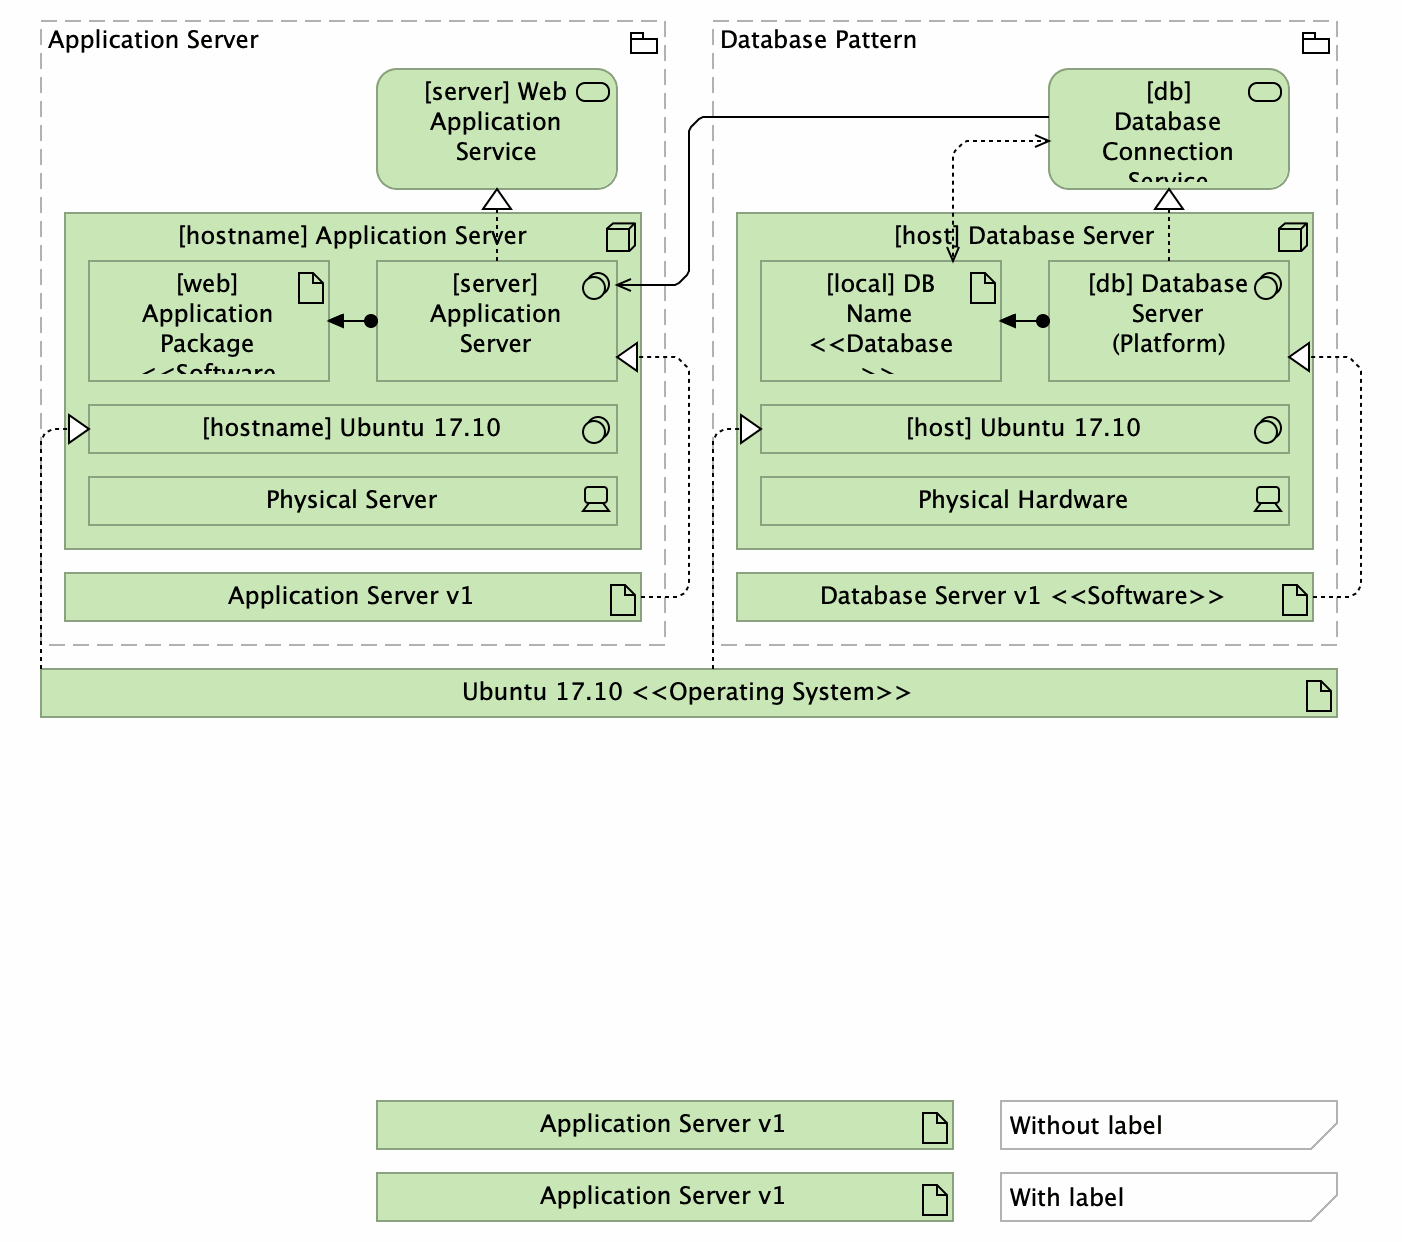 Application Server
Database Pattern
[server] Web
Application
Service
[db]
Database
Connection
Service
[hostname] Application Server
[host] Database Server
[web]
Application
Package
<<Software
[server]
Application
Server
[local] DB
Name
<<Database
>>
[db] Database
Server
(Platform)
[hostname] Ubuntu 17.10
[host] Ubuntu 17.10
Physical Server
Physical Hardware
Application Server v1
Database Server v1 <<Software>>
Ubuntu 17.10 <<Operating System>>
Application Server v1
Without label
Application Server v1
With label